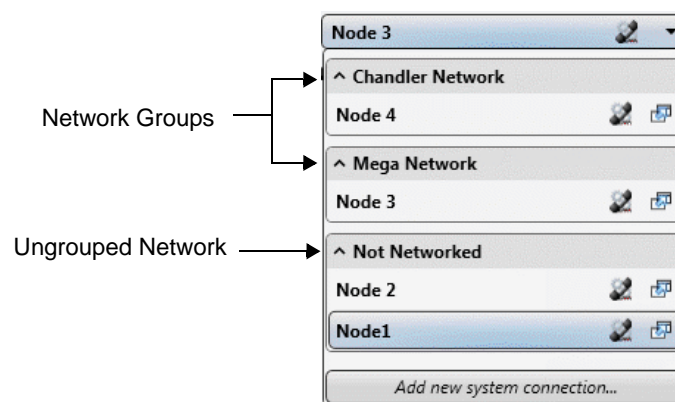 Node 3
^ Chandler Network
Network Groups
Node 4
^ Mega Network
Node 3
Ungrouped Network
^ Not Networked
Node 2
Node1
Add new system connection...